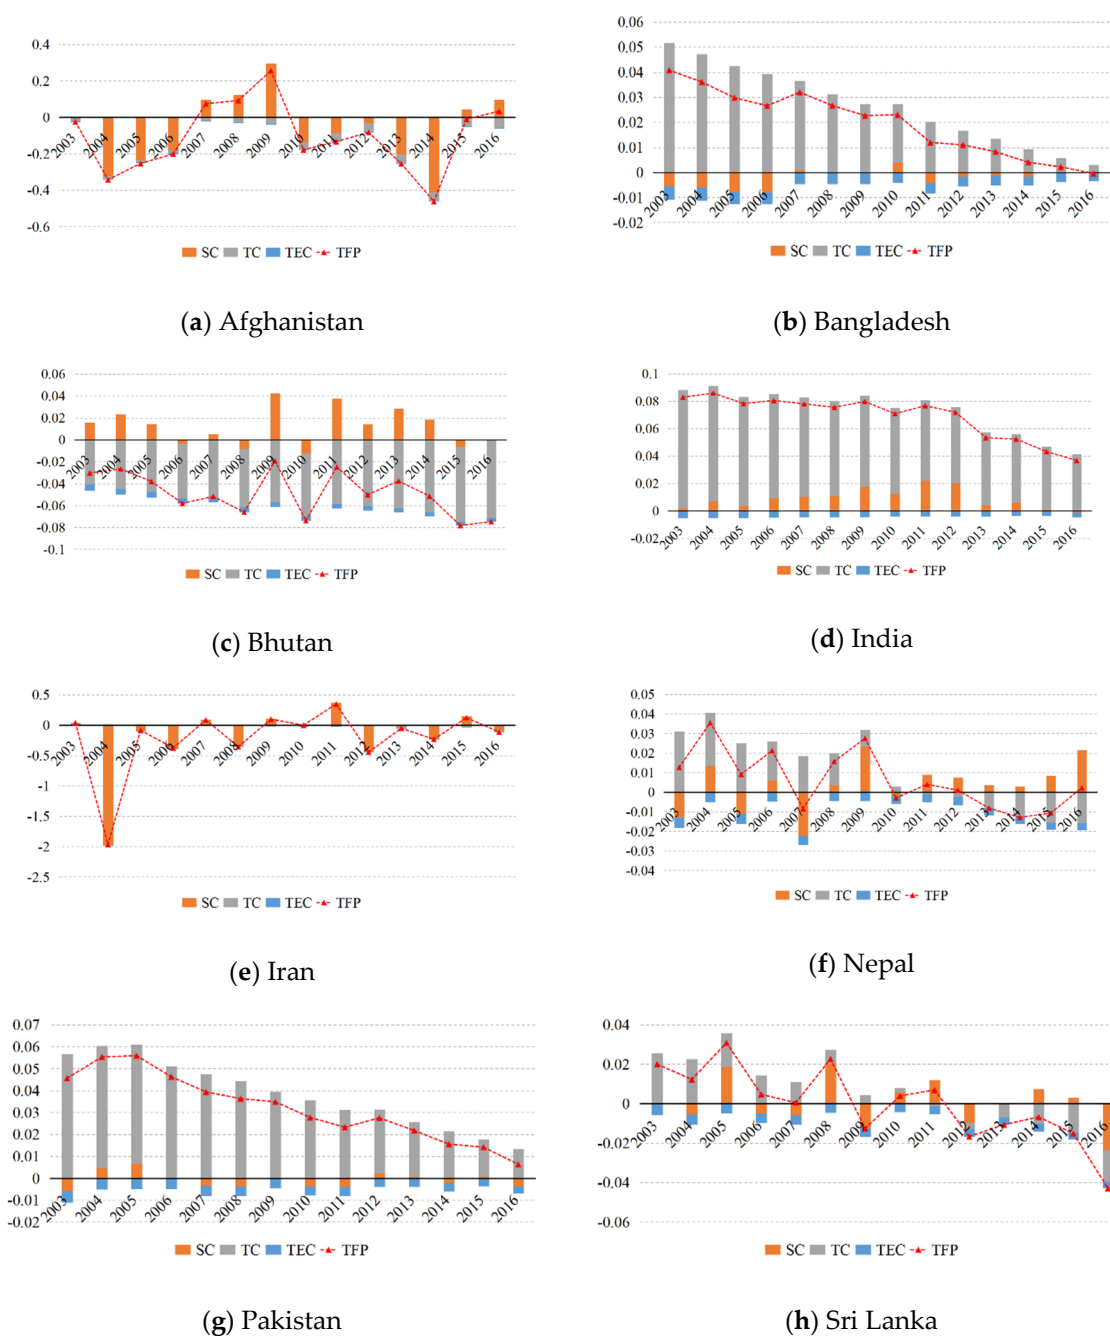 0.4
0.2
0
-0.2
-0.4
-0.6
2003 2004 2005 2006 2007 2008 2009 2010 2011 2012 2013 2014 2015 2016
SC TC TEC TFP
(a) Afghanistan
0.06
0.05
0.04
0.03
0.02
0.01
0
-0.01
-0.02
2003 2004 2005 2006 2007 2008 2009 2010 2011 2012 2013 2014 2015 2016
SC TC TEC TFP
(b) Bangladesh
0.06
0.04
0.02
0
-0.02
-0.04
-0.06
-0.08
-0.1
2003 2004 2005 2006 2007 2008 2009 2010 2011 2012 2013 2014 2015 2016
SC TC TEC TFP
(c) Bhutan
0.1
0.08
0.06
0.04
0.02
0
-0.02
2003 2004 2005 2006 2007 2008 2009 2010 2011 2012 2013 2014 2015 2016
SC TC TEC TFP
(d) India
0.5
0
-0.5
-1
-1.5
-2
-2.5
2003 2004 2005 2006 2007 2008 2009 2010 2011 2012 2013 2014 2015 2016
SC TC TEC TFP
(e) Iran
0.05
0.04
0.03
0.02
0.01
0
-0.01
-0.02
-0.03
-0.04
2003 2004 2005 2006 2007 2008 2009 2010 2011 2012 2013 2014 2015 2016
SC TC TEC TFP
(f) Nepal
0.07
0.06
0.05
0.04
0.03
0.02
0.01
0
-0.01
-0.02
2003 2004 2005 2006 2007 2008 2009 2010 2011 2012 2013 2014 2015 2016
SC TC TEC TFP
(g) Pakistan
0.04
0.02
0
-0.02
-0.04
-0.06
2003 2004 2005 2006 2007 2008 2009 2010 2011 2012 2013 2014 2015 2016
SC TC TEC TFP
(h) Sri Lanka